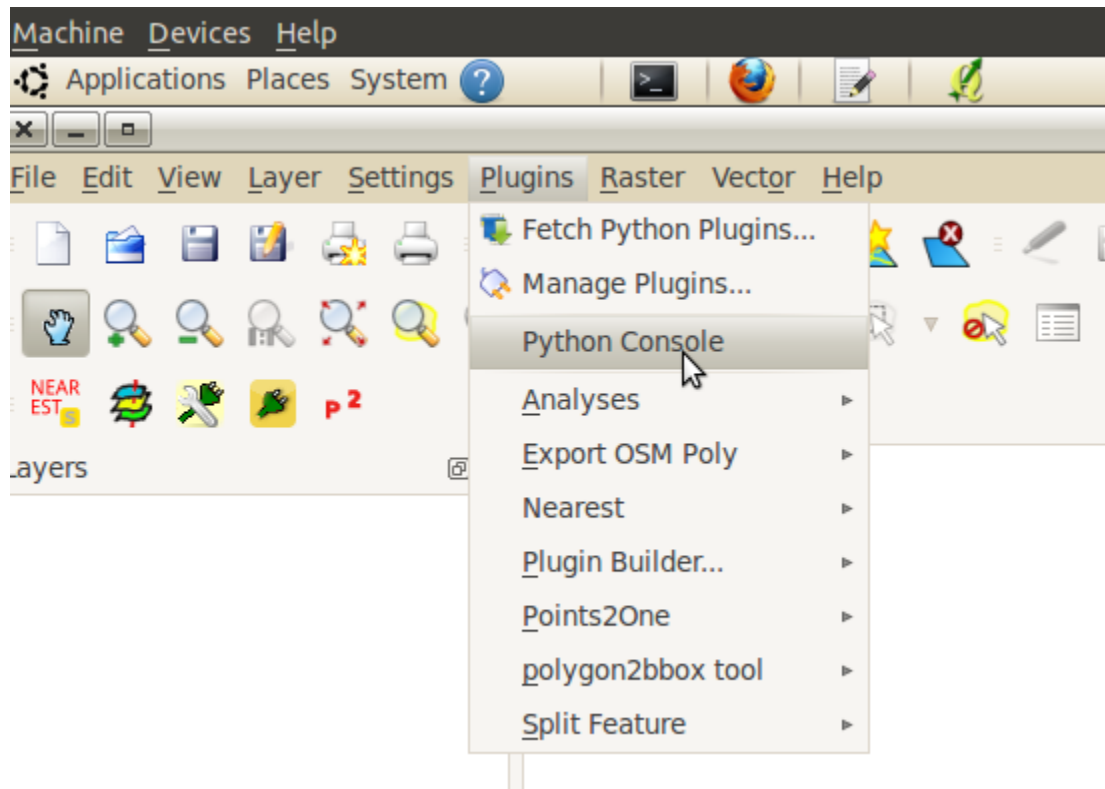 Machine Devices Help
Applications Places System
File Edit View Layer Settings Plugins Raster Vector Help
Fetch Python Plugins...
Manage Plugins...
Python Console
NEAR
EST S
P 2
Analyses
Layers
Export OSM Poly
Nearest
Plugin Builder...
Points2One
polygon2bbox tool
Split Feature